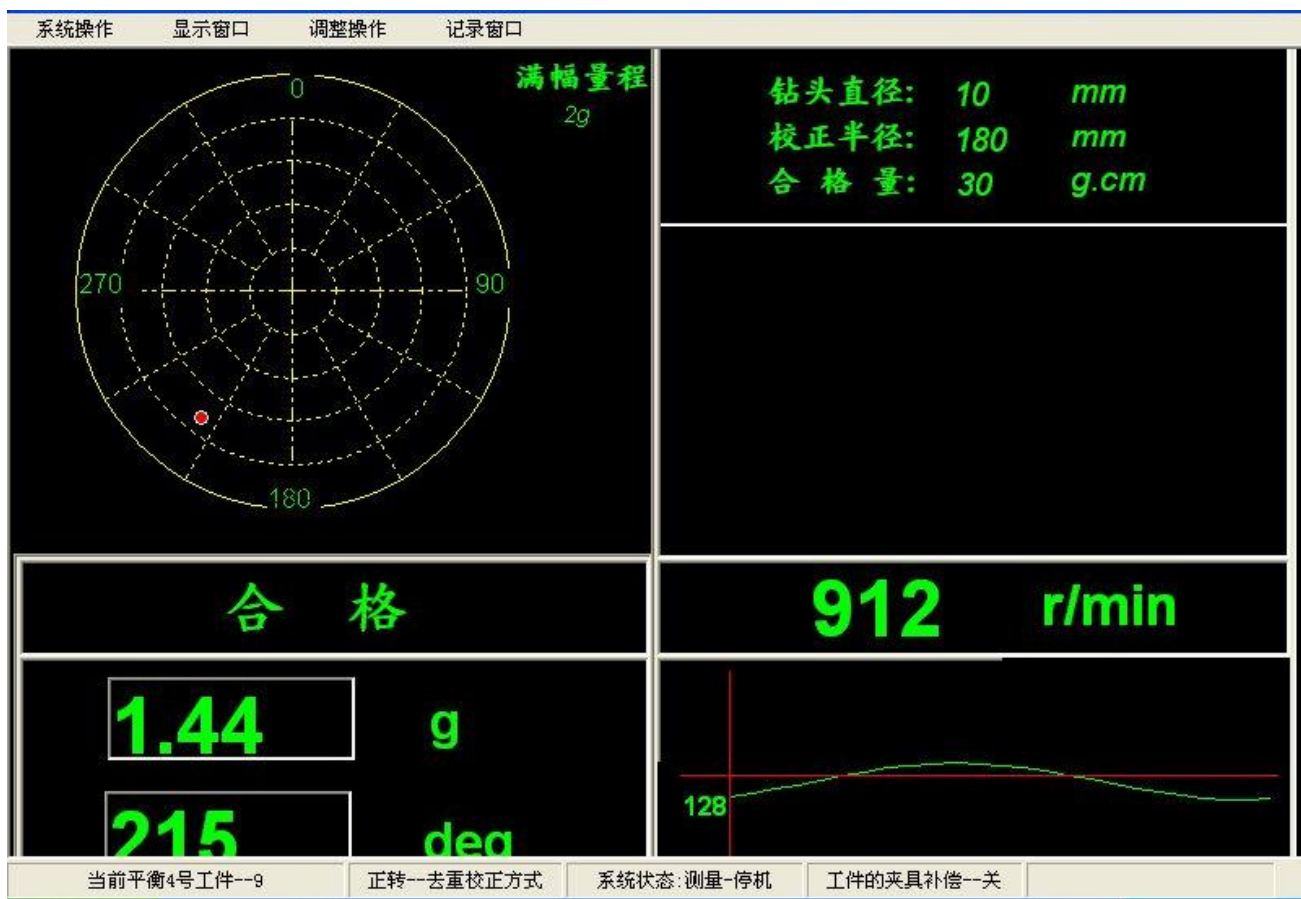 系统操作 显示窗口 调整操作 记录窗口
满幅量程
2g
0
270
90
180
钻头直径: 10 mm
校正半径: 180 mm
合 格 量: 30 g.cm
合 格
912 r/min
1.44 g
215 deg
128
当前平衡4号工件--9 正转--去重校正方式 系统状态:测量-停机 工件的夹具补偿--关